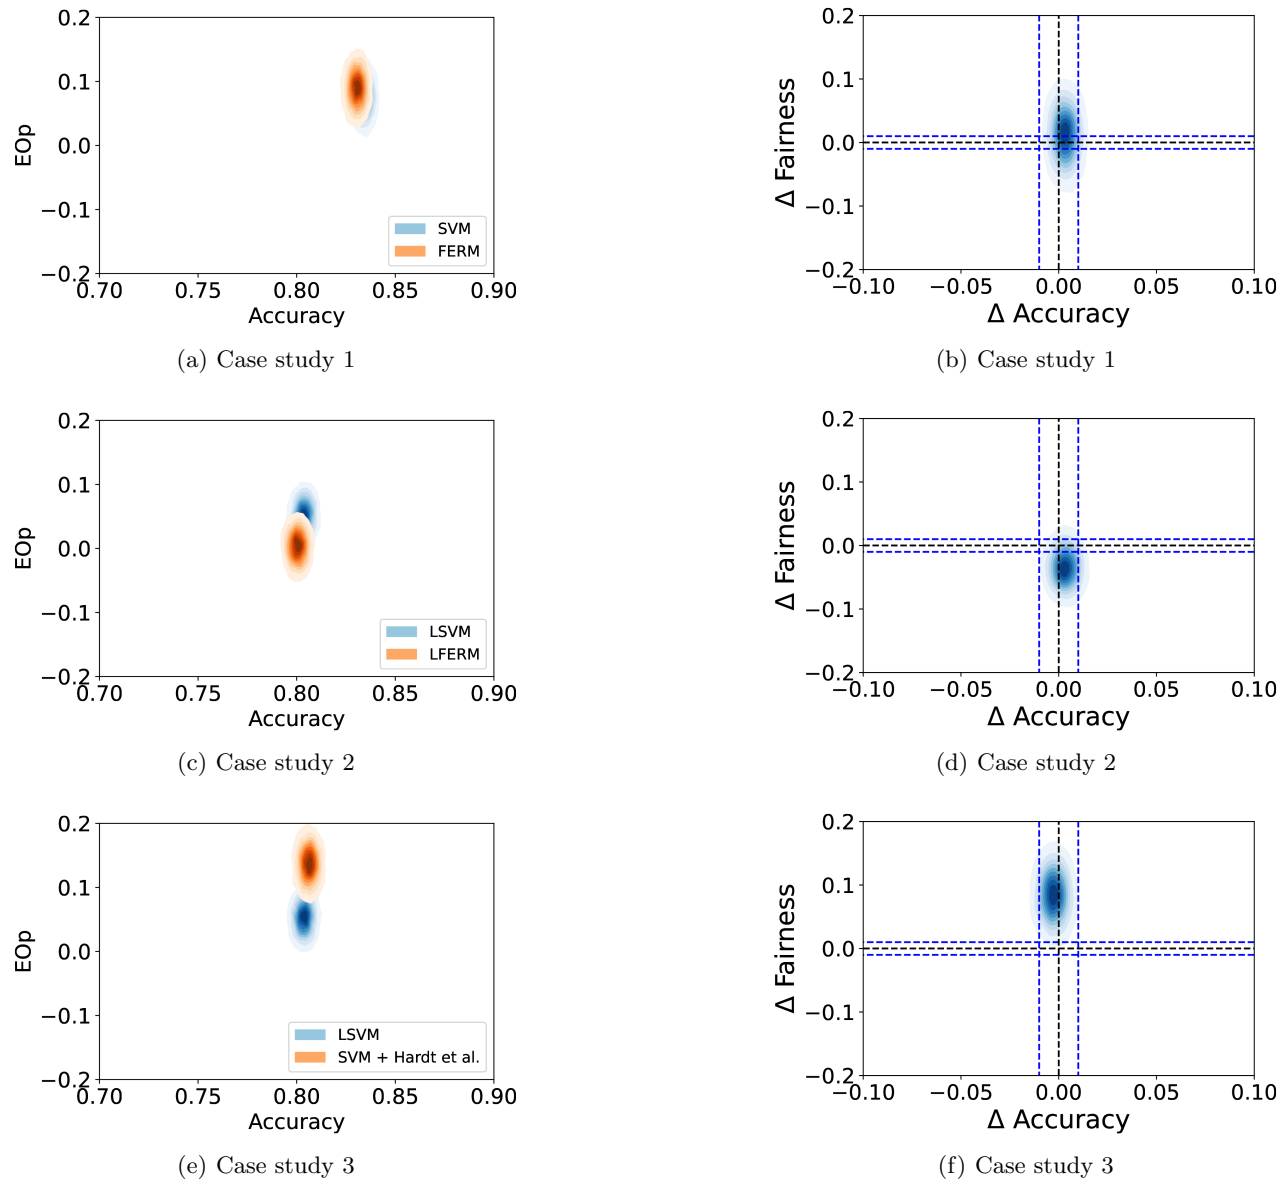 0.2
0.1
0.0
−0.1
−0.2
EOp
SVM
FERM
0.70 0.75 0.80 0.85 0.90
Accuracy
(a) Case study 1
0.2
0.1
0.0
−0.1
−0.2
Δ Fairness
−0.10 −0.05 0.00 0.05 0.10
Δ Accuracy
(b) Case study 1
0.2
0.1
0.0
−0.1
−0.2
EOp
LSVM
LFERM
0.70 0.75 0.80 0.85 0.90
Accuracy
(c) Case study 2
0.2
0.1
0.0
−0.1
−0.2
Δ Fairness
−0.10 −0.05 0.00 0.05 0.10
Δ Accuracy
(d) Case study 2
0.2
0.1
0.0
−0.1
−0.2
EOp
LSVM
SVM + Hardt et al.
0.70 0.75 0.80 0.85 0.90
Accuracy
(e) Case study 3
0.2
0.1
0.0
−0.1
−0.2
Δ Fairness
−0.10 −0.05 0.00 0.05 0.10
Δ Accuracy
(f) Case study 3